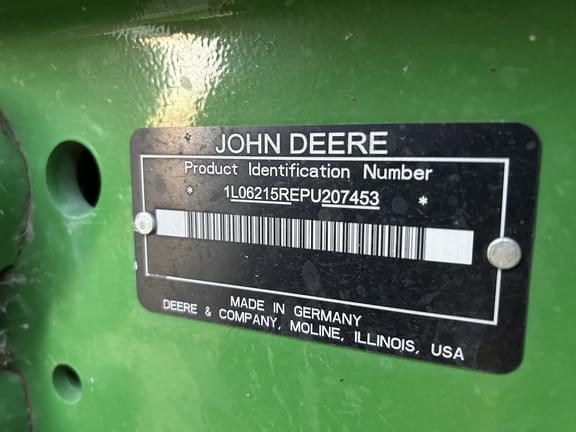 JOHN DEERE
Product Identification Number
* 1L06215REPU207453 *
MADE IN GERMANY
DEERE & COMPANY, MOLINE, ILLINOIS, USA